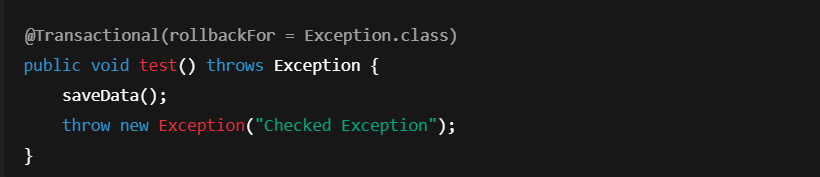 @Transactional(rollbackFor = Exception.class)
public void test() throws Exception {
    saveData();
    throw new Exception("Checked Exception");
}